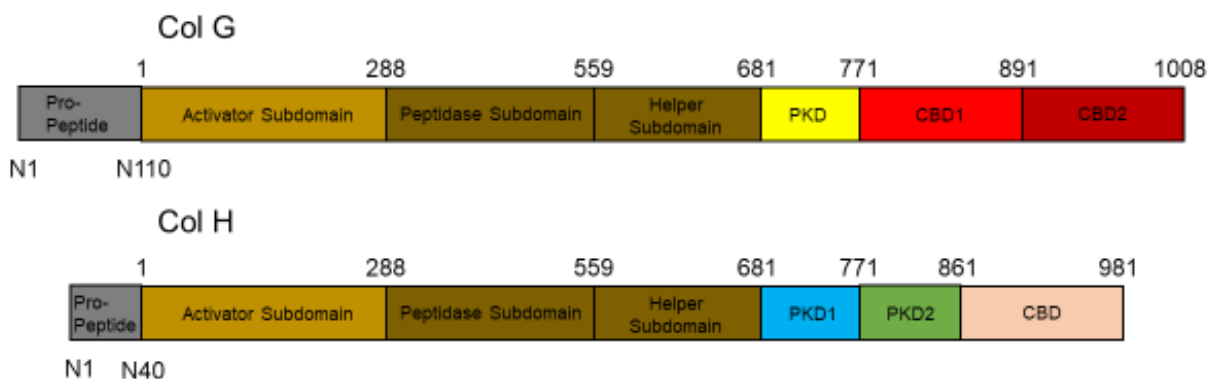 Col G
1 288 559 681 771 891 1008
Pro-
Peptide
Activator Subdomain
Peptidase Subdomain
Helper
Subdomain
PKD
CBD1
CBD2
N1 N110
Col H
1 288 559 681 771 861 981
Pro-
Peptide
Activator Subdomain
Peptidase Subdomain
Helper
Subdomain
PKD1
PKD2
CBD
N1 N40